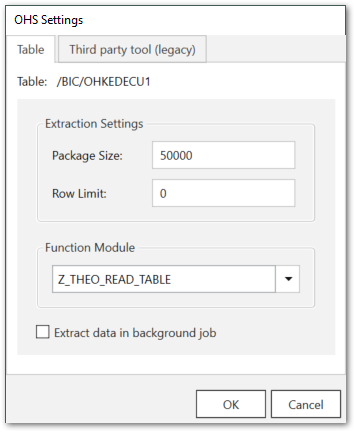 OHS Settings
Table Third party tool (legacy)
Table: /BIC/OHKEDECU1
Extraction Settings
Package Size: 50000
Row Limit: 0
Function Module
Z_THEO_READ_TABLE
Extract data in background job
OK Cancel